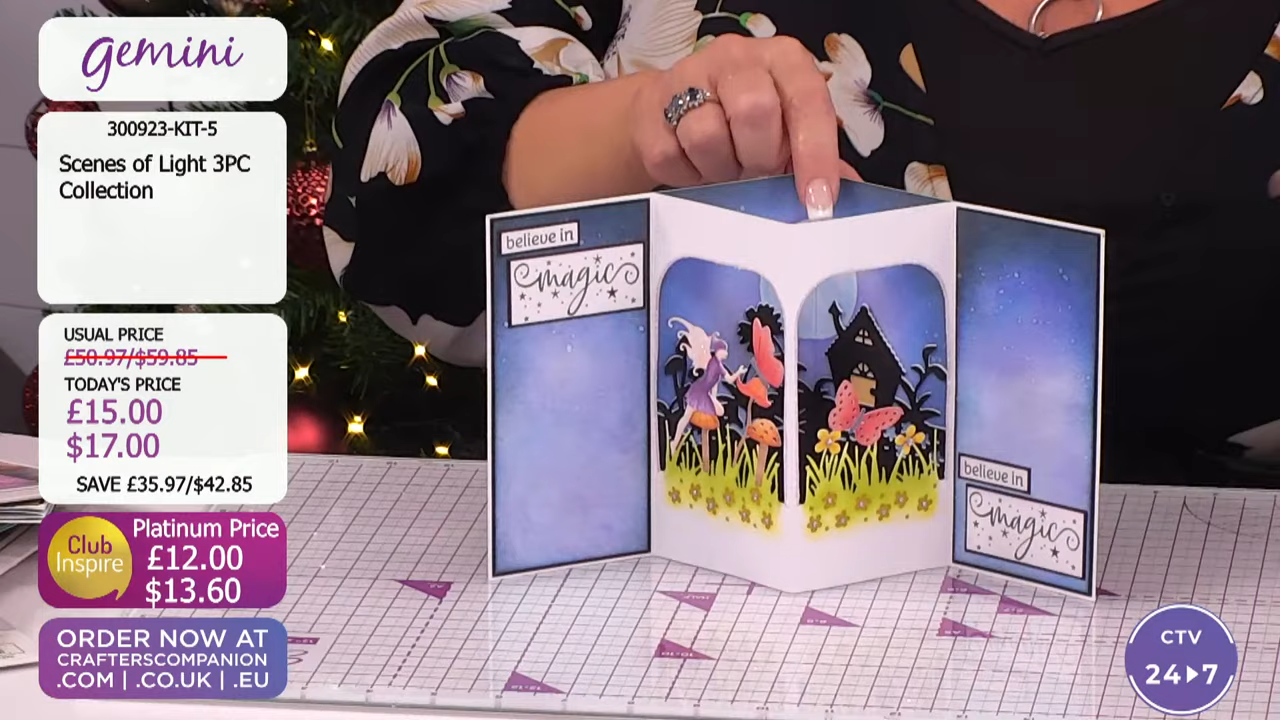 gemini
300923-KIT-5
Scenes of Light 3PC
Collection
USUAL PRICE
£50.97/$59.85
TODAY'S PRICE
£15.00
$17.00
SAVE £35.97/$42.85
Club
Inspire
Platinum Price
£12.00
$13.60
ORDER NOW AT
CRAFTERSCOMPANION
.COM | .CO.UK | .EU
believe in
magic
believe in
magic
CTV
24▶7